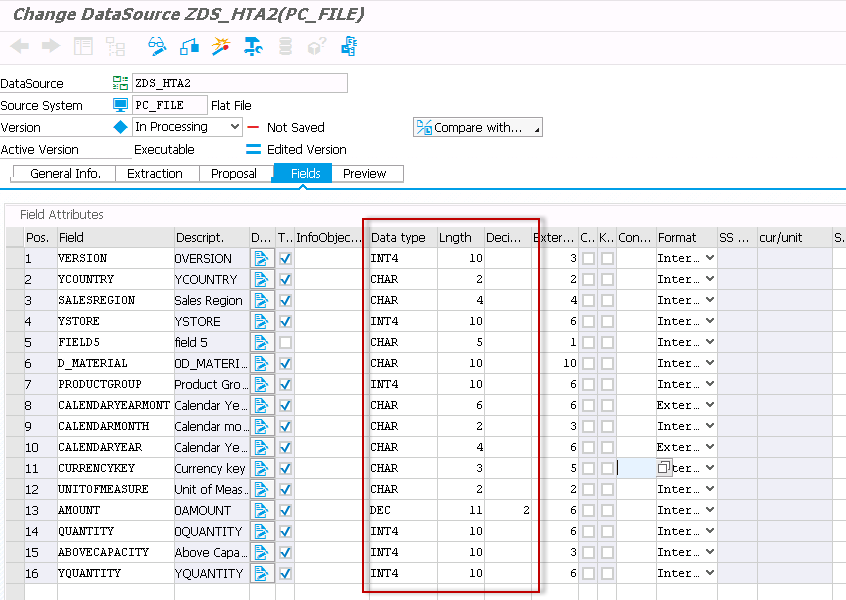 Change DataSource ZDS_HTA2(PC_FILE)
DataSource ZDS_HTA2
Source System PC_FILE Flat File
Version In Processing Not Saved Compare with...
Active Version Executable Edited Version
General Info. Extraction Proposal Fields Preview
Field Attributes
Pos. Field Descript. D... T.. InfoObjec... Data type Lngth Deci... Exter... C.. K.. Con... Format SS ... cur/unit S.
1 VERSION 0VERSION INT4 10 3 Inter...
2 YCOUNTRY YCOUNTRY CHAR 2 2 Inter...
3 SALESREGION Sales Region CHAR 4 4 Inter...
4 YSTORE YSTORE INT4 10 6 Inter...
5 FIELD5 field 5 CHAR 5 1 Inter...
6 D_MATERIAL 0D_MATERI... CHAR 10 10 Inter...
7 PRODUCTGROUP Product Gro... INT4 10 6 Inter...
8 CALENDARYEARMONT Calendar Ye... CHAR 6 6 Exter...
9 CALENDARMONTH Calendar mo... CHAR 2 3 Inter...
10 CALENDARYEAR Calendar Ye... CHAR 4 6 Exter...
11 CURRENCYKEY Currency key CHAR 3 5 ter...
12 UNITOFMEASURE Unit of Meas... CHAR 2 2 Inter...
13 AMOUNT 0AMOUNT DEC 11 2 6 Inter...
14 QUANTITY 0QUANTITY INT4 10 6 Inter...
15 ABOVECAPACITY Above Capa... INT4 10 3 Inter...
16 YQUANTITY YQUANTITY INT4 10 6 Inter...